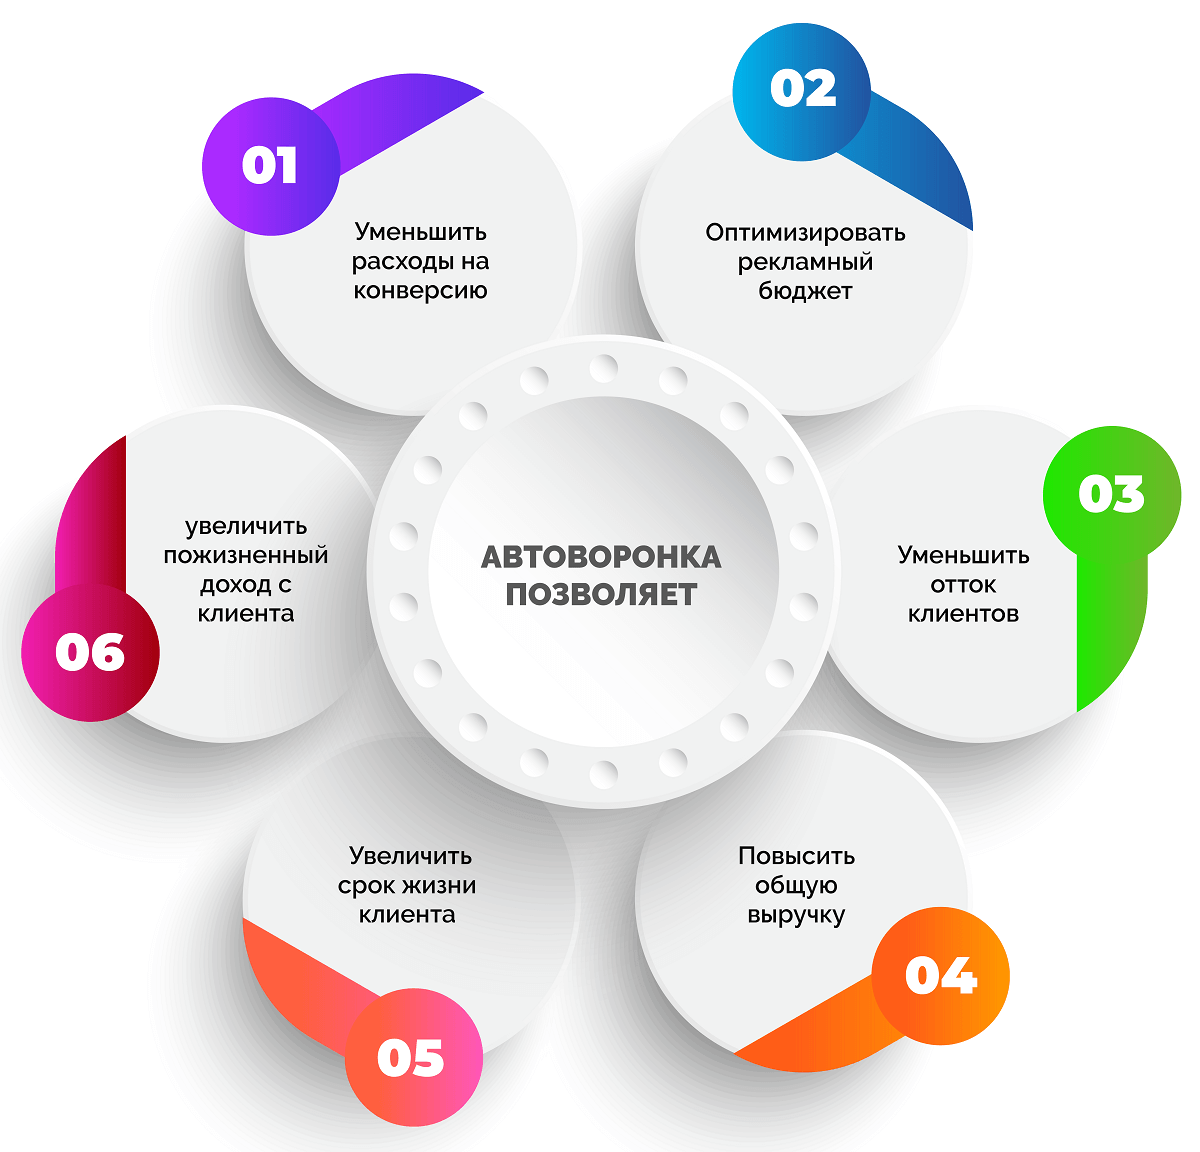 АВТОВОРОНКА
ПОЗВОЛЯЕТ
01
Уменьшить
расходы на
конверсию
02
Оптимизировать
рекламный
бюджет
03
Уменьшить
отток
клиентов
04
Повысить
общую
выручку
05
Увеличить
срок жизни
клиента
06
увеличить
пожизненный
доход с
клиента